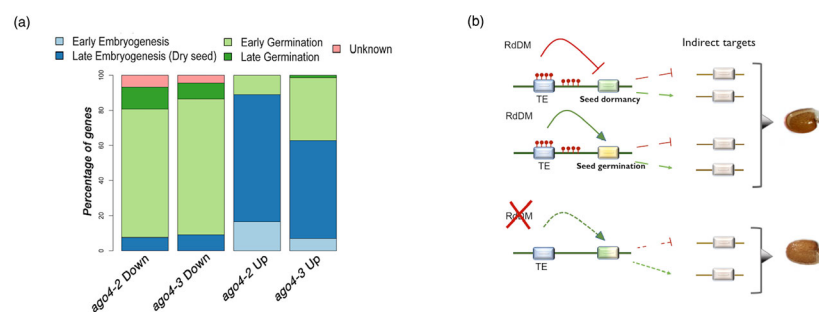 (a)
Early Embryogenesis
Late Embryogenesis (Dry seed)
Early Germination
Late Germination
Unknown
Percentage of genes
100
80
60
40
20
0
ago4-2 Down
ago4-3 Down
ago4-2 Up
ago4-3 Up
(b)
RdDM
Indirect targets
TE
Seed dormancy
RdDM
TE
Seed germination
RdDM
TE